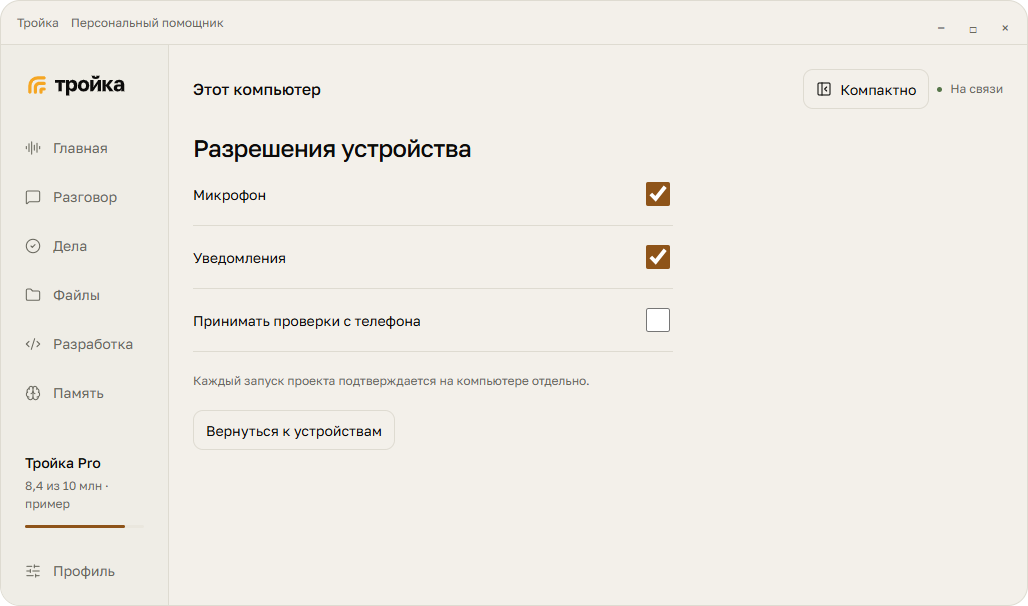 Тройка Персональный помощник
тройка
Главная
Разговор
Дела
Файлы
Разработка
Память
Тройка Pro
8,4 из 10 млн ·
пример
Профиль
Этот компьютер
Компактно
На связи
Разрешения устройства
Микрофон
Уведомления
Принимать проверки с телефона
Каждый запуск проекта подтверждается на компьютере отдельно.
Вернуться к устройствам